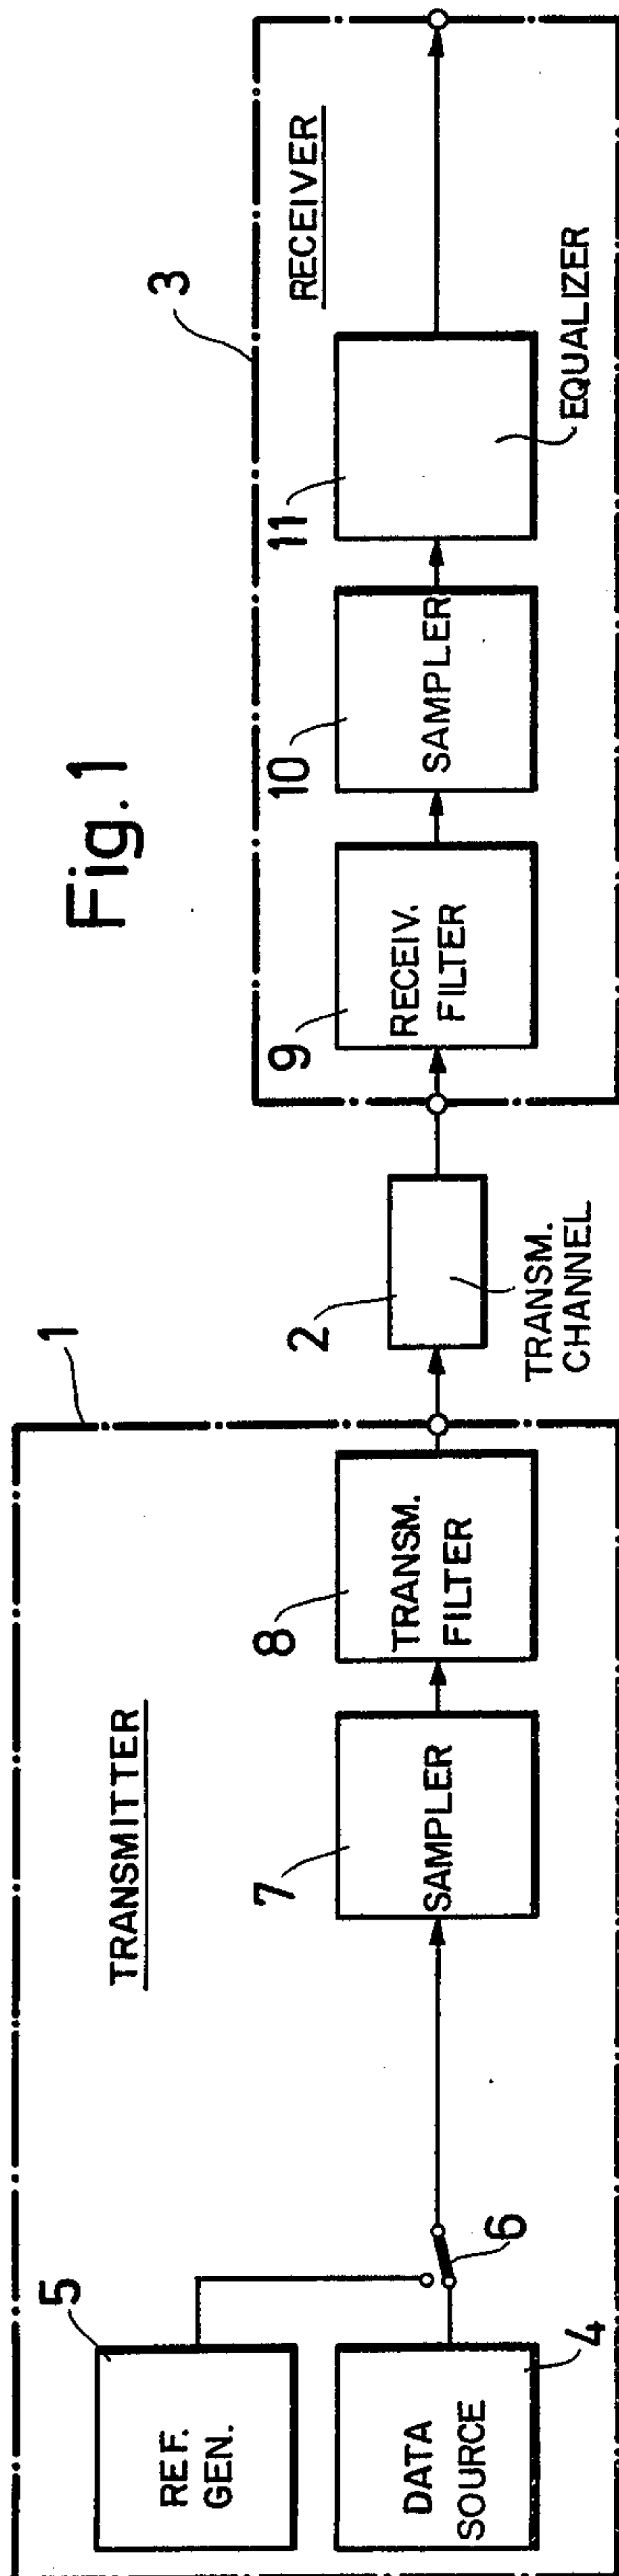 Fig. 1
1
TRANSMITTER
5
REF.
GEN.
DATA
SOURCE
4
6
7
SAMPLER
8
TRANSM.
FILTER
2
TRANSM.
CHANNEL
3
RECEIVER
9
RECEIV.
FILTER
10
SAMPLER
11
EQUALIZER